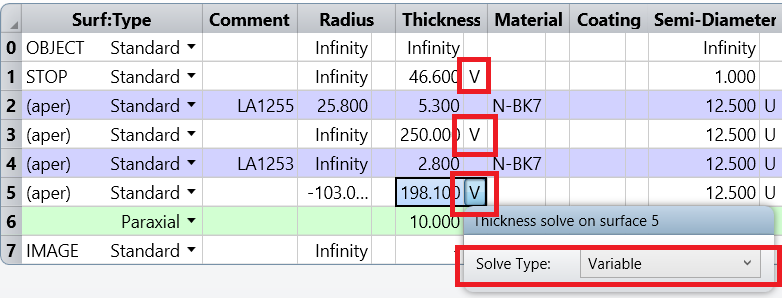 Surf:Type Comment Radius Thickness Material Coating Semi-Diameter
0 OBJECT Standard Infinity Infinity Infinity
1 STOP Standard Infinity 46.600 V 1.000
2 (aper) Standard LA1255 25.800 5.300 N-BK7 12.500 U
3 (aper) Standard Infinity 250.000 V 12.500 U
4 (aper) Standard LA1253 Infinity 2.800 N-BK7 12.500 U
5 (aper) Standard -103.0... 198.100 V 12.500 U
6 Paraxial 10.000
Thickness solve on surface 5
7 IMAGE Standard Infinity -
Solve Type: Variable